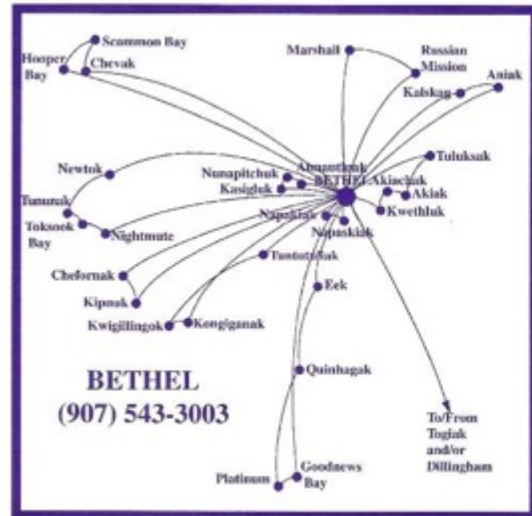 Scammon Bay
Hooper
Bay
Chevak
Marshall
Russian
Mission
Kalskag
Aniak
Newtok
Nunapitchuk
Kasigluk
Atmautluak
BETHEL
Akiachak
Tuluksak
Akiak
Kwethluk
Napakiak
Napaskiak
Tununak
Toksook
Bay
Nightmute
Tuntutuliak
Chefornak
Kipnuk
Kwigillingok
Kongiganak
Eek
Quinhagak
BETHEL
(907) 543-3003
Platinum
Goodnews
Bay
To/From
Togiak
and/or
Dillingham